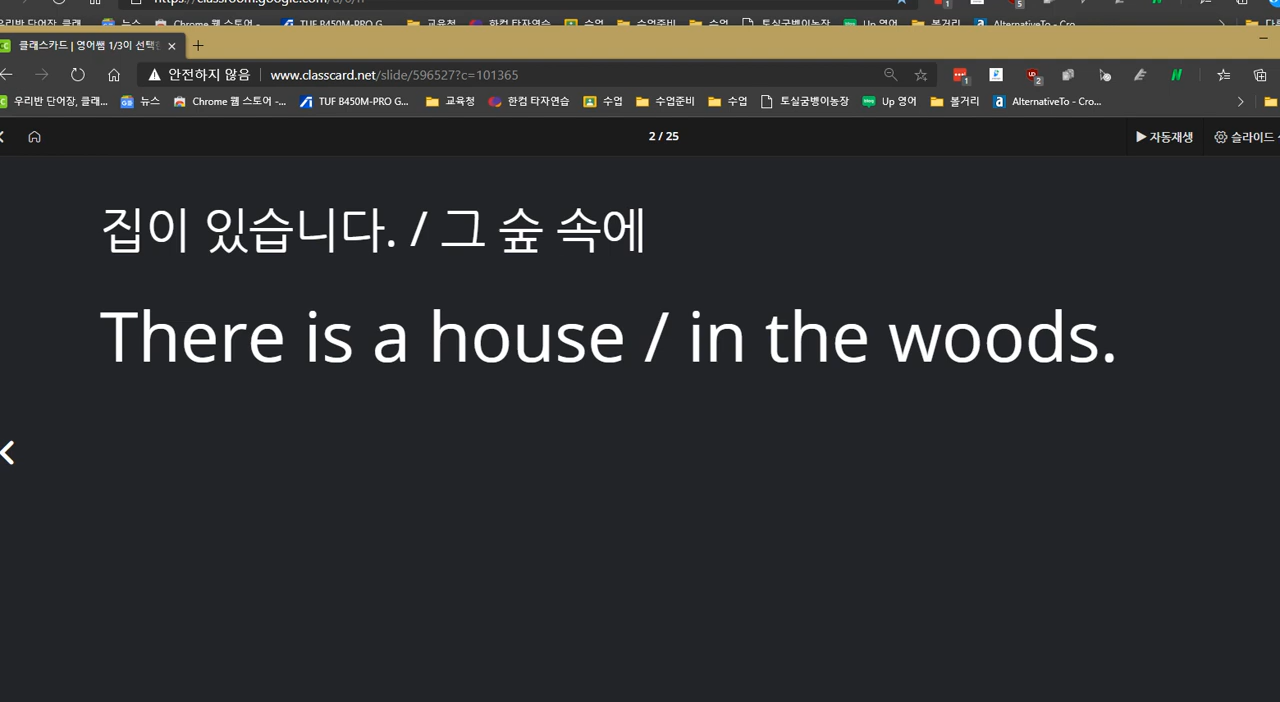 클래스카드 | 영어쌤 1/3이 선택한
안전하지 않음 www.classcard.net/slide/596527?c=101365
우리반 단어장, 클래... 뉴스 Chrome 웹 스토어 -... TUF B450M-PRO G... 교육청 한컴 타자연습 수업 수업준비 수업 토실굼벵이농장 Up 영어 볼거리 AlternativeTo - Cro...
2 / 25 자동재생 슬라이드
집이 있습니다. / 그 숲 속에
There is a house / in the woods.